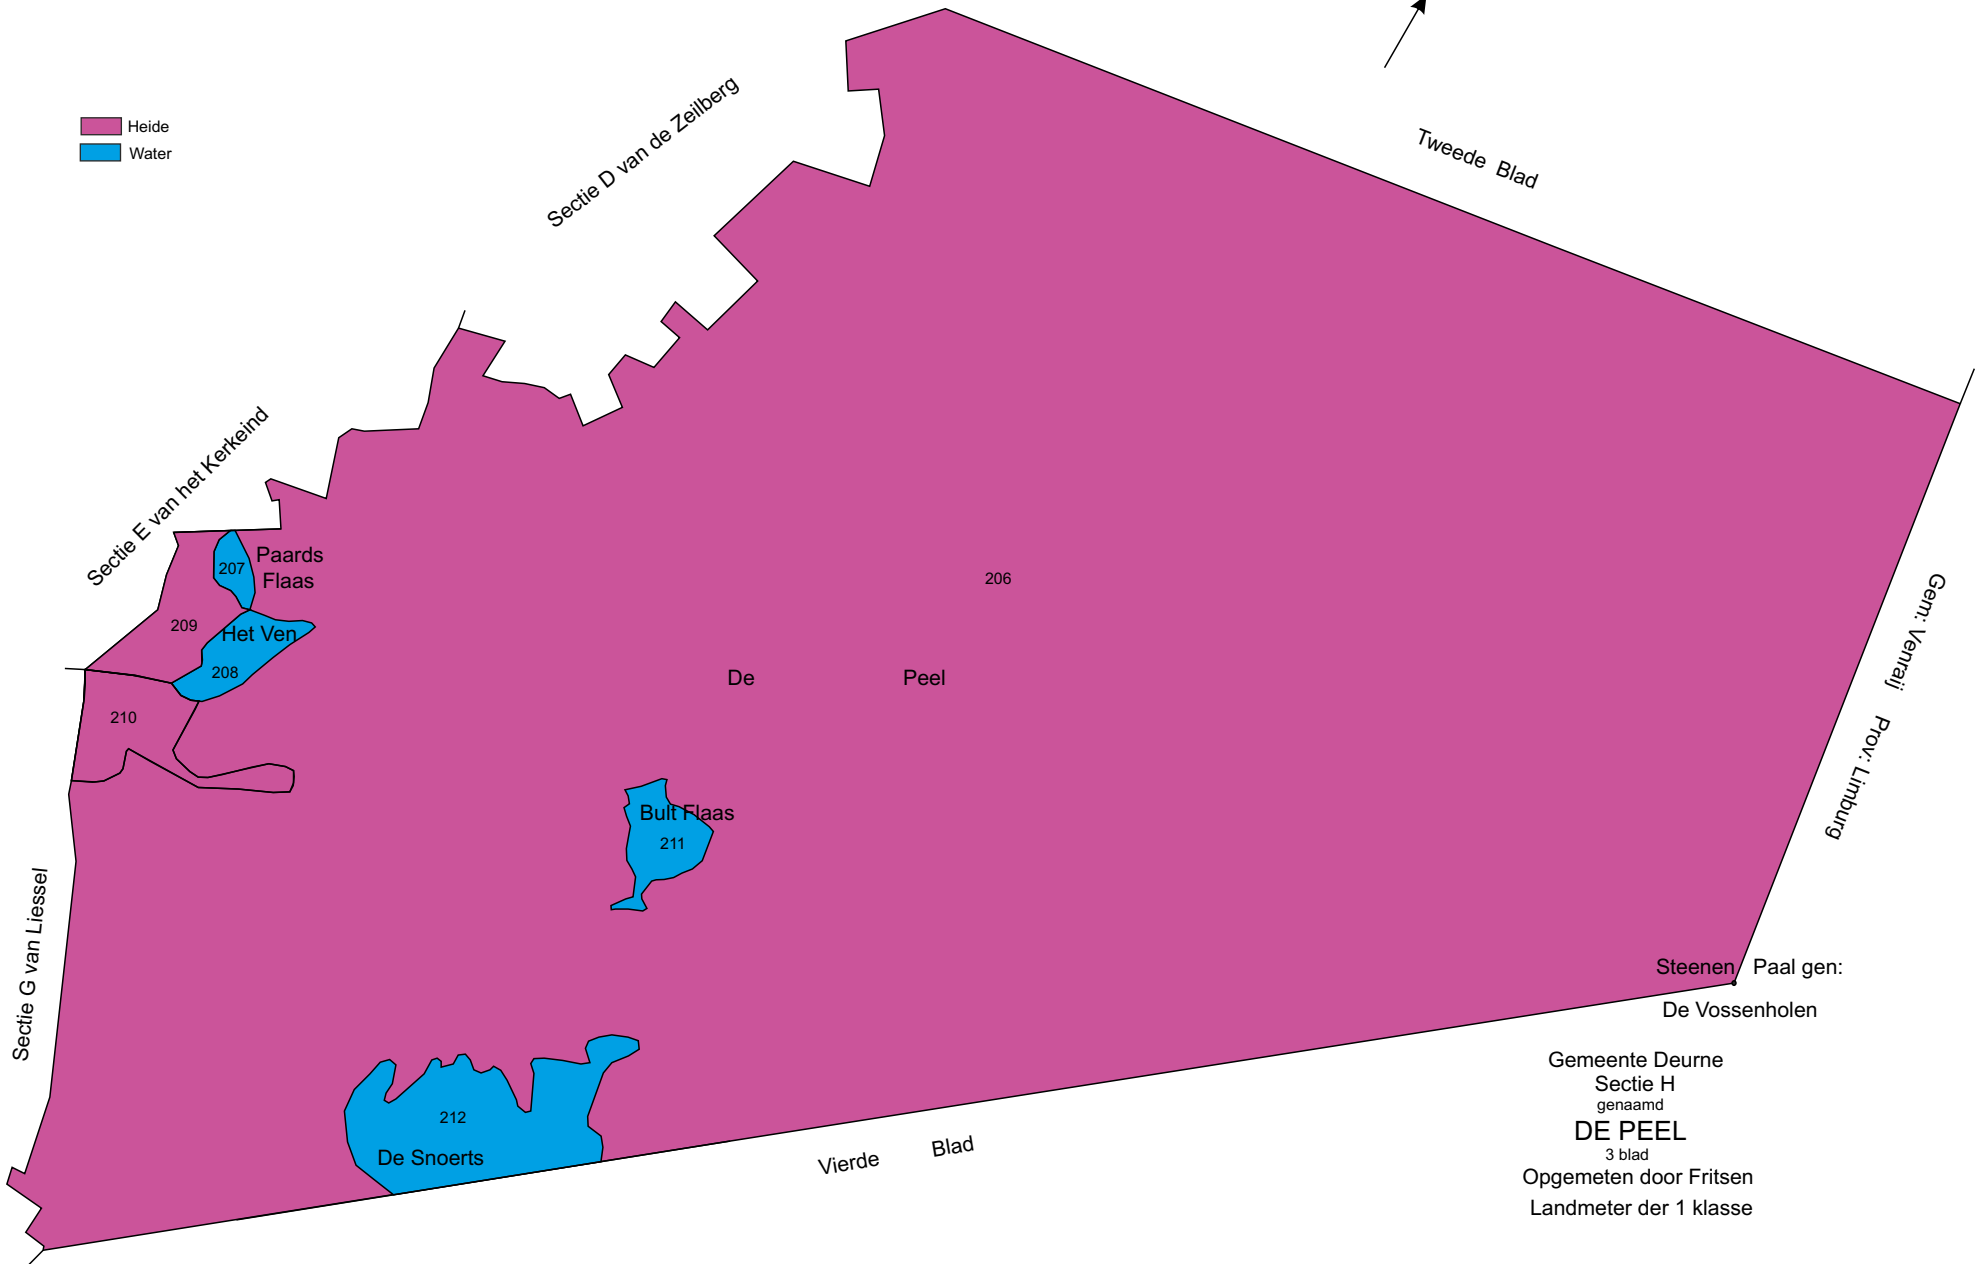 Heide
Water
Sectie D van de Zeilberg
Tweede Blad
Sectie E van het Kerkeind
207
Paards
Flaas
209
Het Ven
208
210
206
De Peel
Gem: Venraij Prov: Limburg
Bult Flaas
211
Sectie G van Liessel
Steenen Paal gen:
De Vossenholen
212
De Snoerts
Vierde Blad
Gemeente Deurne
Sectie H
genaamd
DE PEEL
3 blad
Opgemeten door Fritsen
Landmeter der 1 klasse